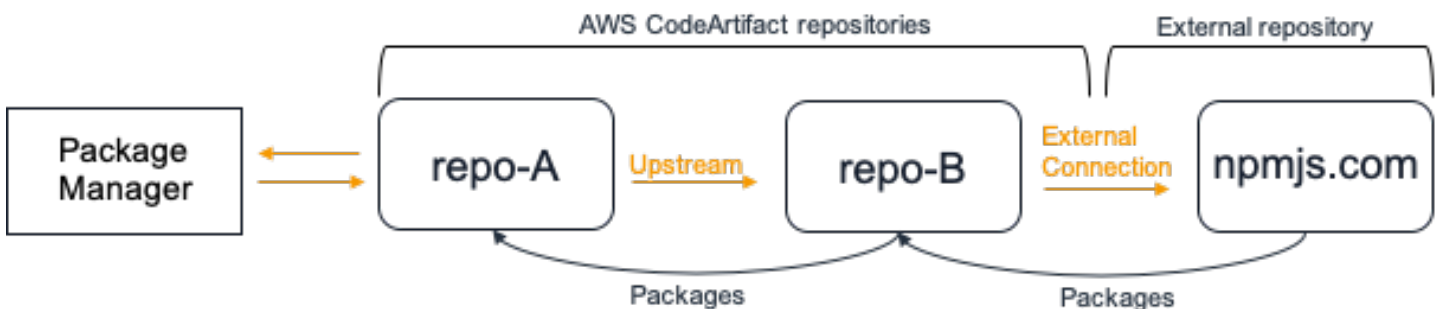 AWS CodeArtifact repositories
External repository
Package
Manager
repo-A
Upstream
repo-B
External
Connection
npmjs.com
Packages
Packages